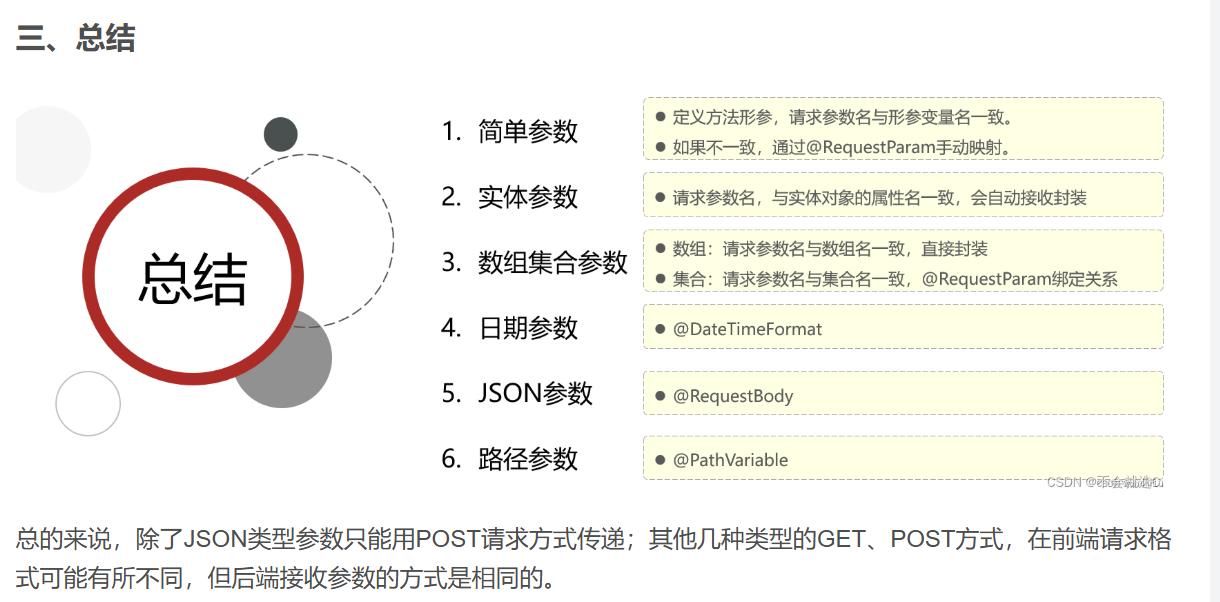 三、总结
总结
1. 简单参数
● 定义方法形参，请求参数名与形参变量名一致。
● 如果不一致，通过@RequestParam手动映射。
2. 实体参数
● 请求参数名，与实体对象的属性名一致，会自动接收封装
3. 数组集合参数
● 数组：请求参数名与数组名一致，直接封装
● 集合：请求参数名与集合名一致，@RequestParam绑定关系
4. 日期参数
● @DateTimeFormat
5. JSON参数
● @RequestBody
6. 路径参数
● @PathVariable
CSDN
总的来说，除了JSON类型参数只能用POST请求方式传递；其他几种类型的GET、POST方式，在前端请求格
式可能有所不同，但后端接收参数的方式是相同的。